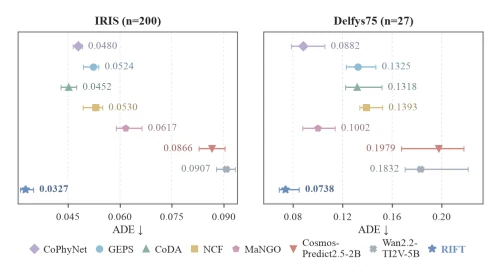 IRIS (n=200)
0.0480
0.0524
0.0452
0.0530
0.0617
0.0866
0.0907
0.0327
0.045 0.060 0.075 0.090
ADE ↓
Delfys75 (n=27)
0.0882
0.1325
0.1318
0.1393
0.1002
0.1979
0.1832
0.0738
0.08 0.12 0.16 0.20
ADE ↓
CoPhyNet GEPS CoDA NCF MaNGO Cosmos-Predict2.5-2B Wan2.2-TI2V-5B RIFT